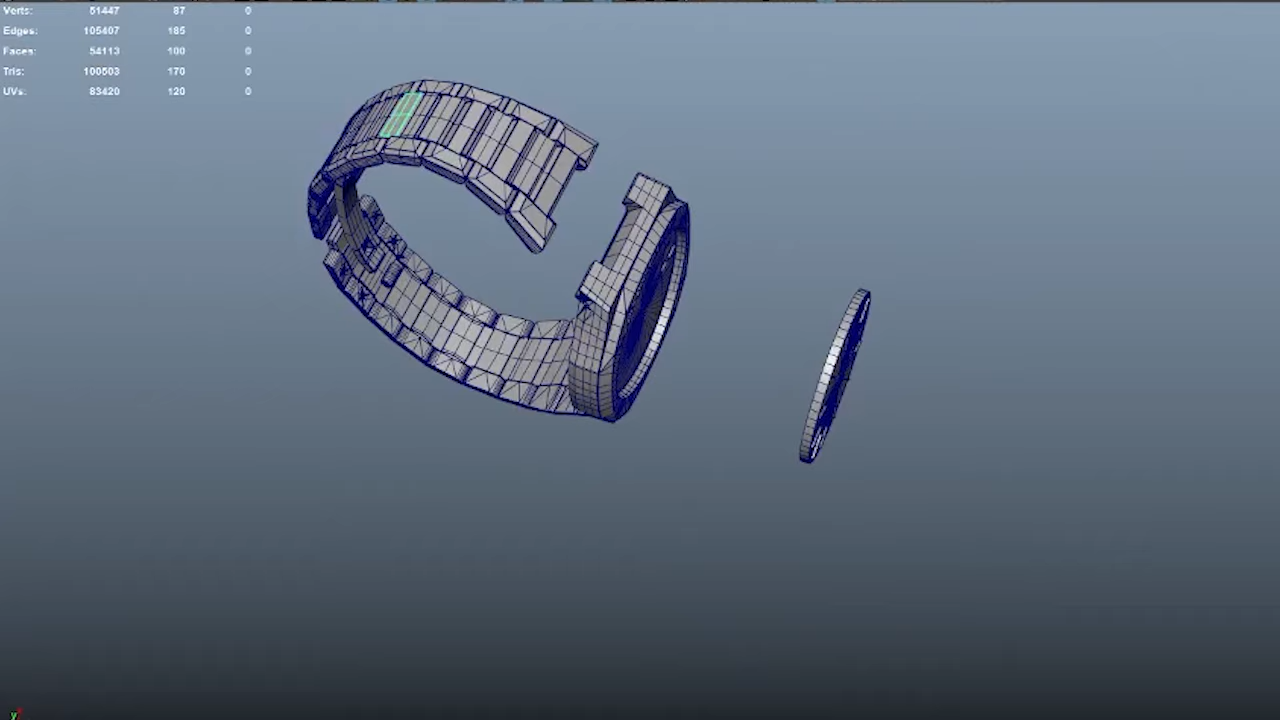 Verts: 51447 87 0
Edges: 105407 185 0
Faces: 54113 100 0
Tris: 100503 170 0
UVs: 83420 120 0
y